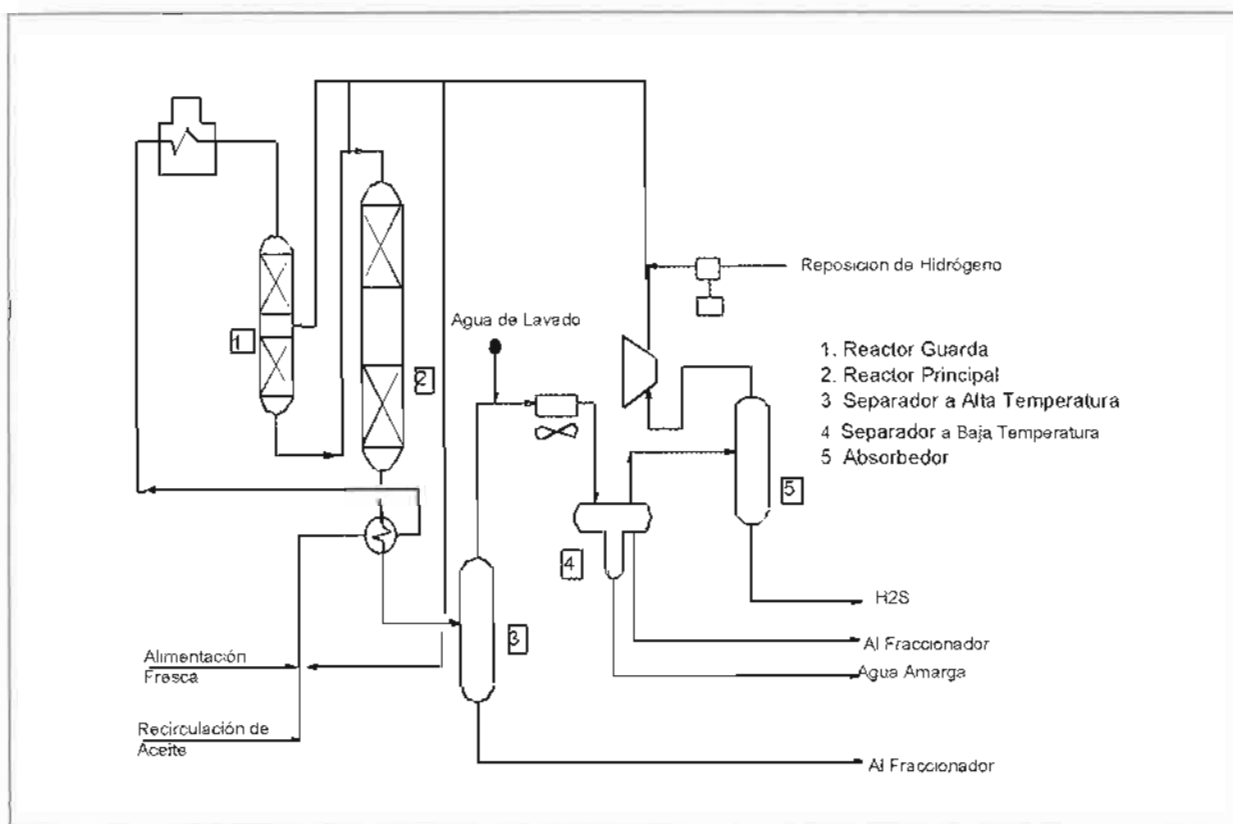 Reposicion de Hidrógeno
Agua de Lavado
1. Reactor Guarda
2. Reactor Principal
3 Separador a Alta Temperatura
4 Separador a Baja Temperatura
5 Absorbedor
1
2
3
4
5
H2S
Al Fraccionador
Agua Amarga
Alimentación
Fresca
Recirculación de
Aceite
Al Fraccionador